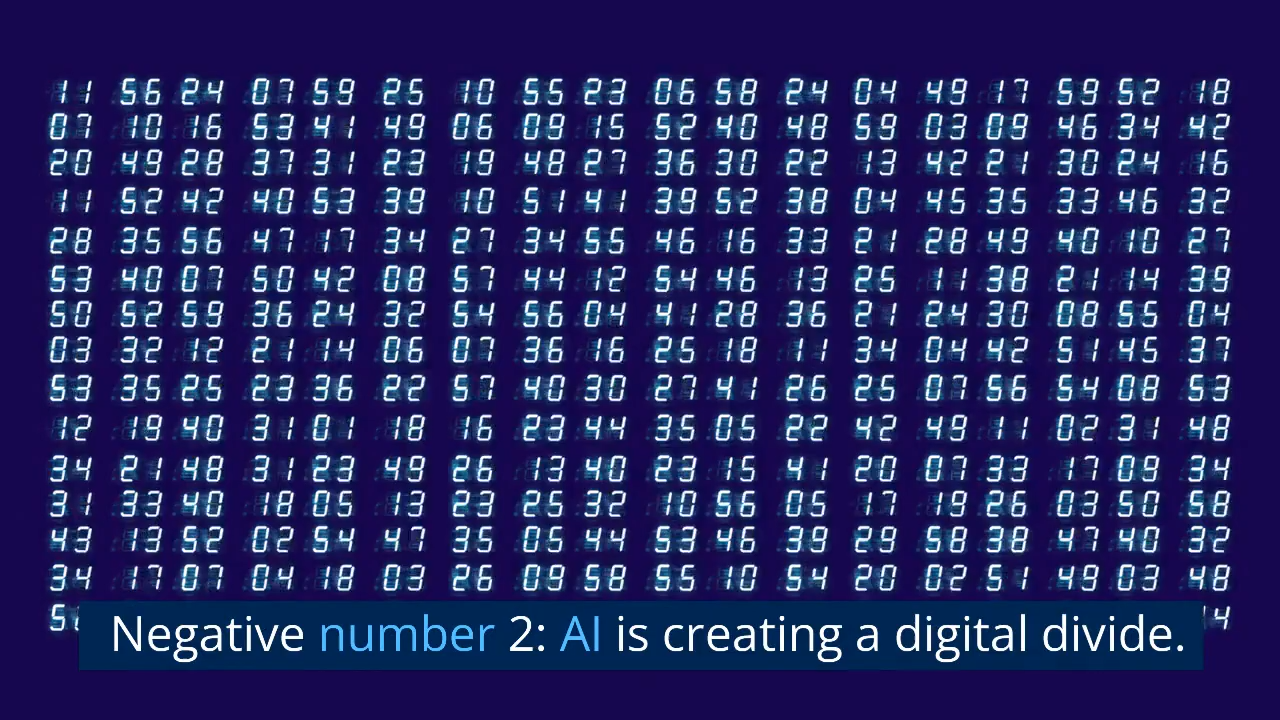 11 56 24 07 59 25 10 55 23 06 58 24 04 49 17 59 52 18
07 10 16 53 41 49 06 09 15 52 40 48 59 03 09 46 34 42
20 49 28 37 31 23 19 48 27 36 30 22 13 42 21 30 24 16
11 52 42 40 53 39 10 51 41 39 52 38 04 45 35 33 46 32
28 35 56 47 17 34 27 34 55 46 16 33 21 28 49 40 10 27
53 40 07 50 42 08 57 44 12 54 46 13 25 11 38 21 14 39
50 52 59 36 24 32 54 56 04 41 28 36 21 24 30 08 55 04
03 32 12 21 14 06 07 36 16 25 18 11 34 04 42 51 45 37
53 35 25 23 36 22 57 40 30 27 41 26 25 07 56 54 08 53
12 19 40 31 01 18 16 23 44 35 05 22 42 49 11 02 31 48
34 21 48 31 23 49 26 13 40 23 15 41 20 07 33 17 09 34
31 33 40 18 05 13 23 25 32 10 56 05 17 19 26 03 50 58
43 13 52 02 54 47 35 05 44 53 46 39 29 58 38 47 40 32
34 17 07 04 18 03 26 09 58 55 10 54 20 02 51 49 03 48
Negative number 2: AI is creating a digital divide.